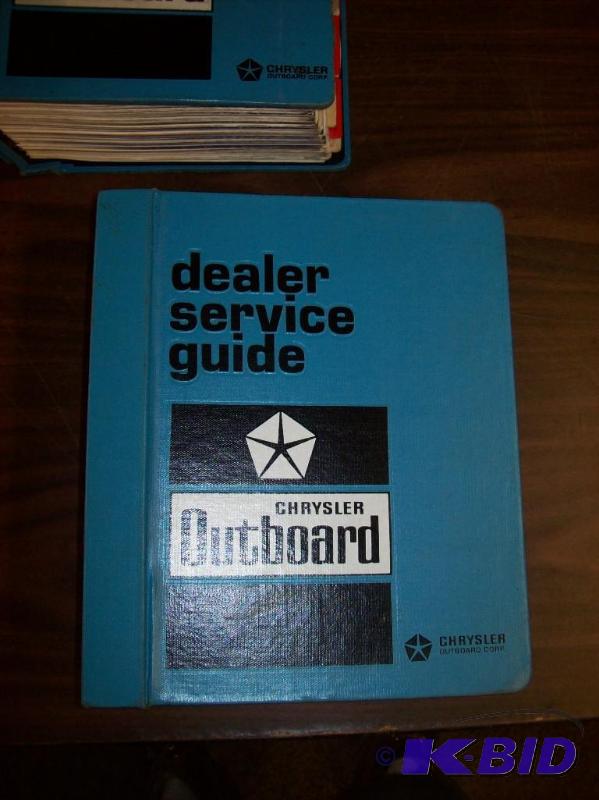 CHRYSLER
OUTBOARD CORP.
dealer
service
guide
CHRYSLER
Outboard
CHRYSLER
OUTBOARD CORP.
© K-BID